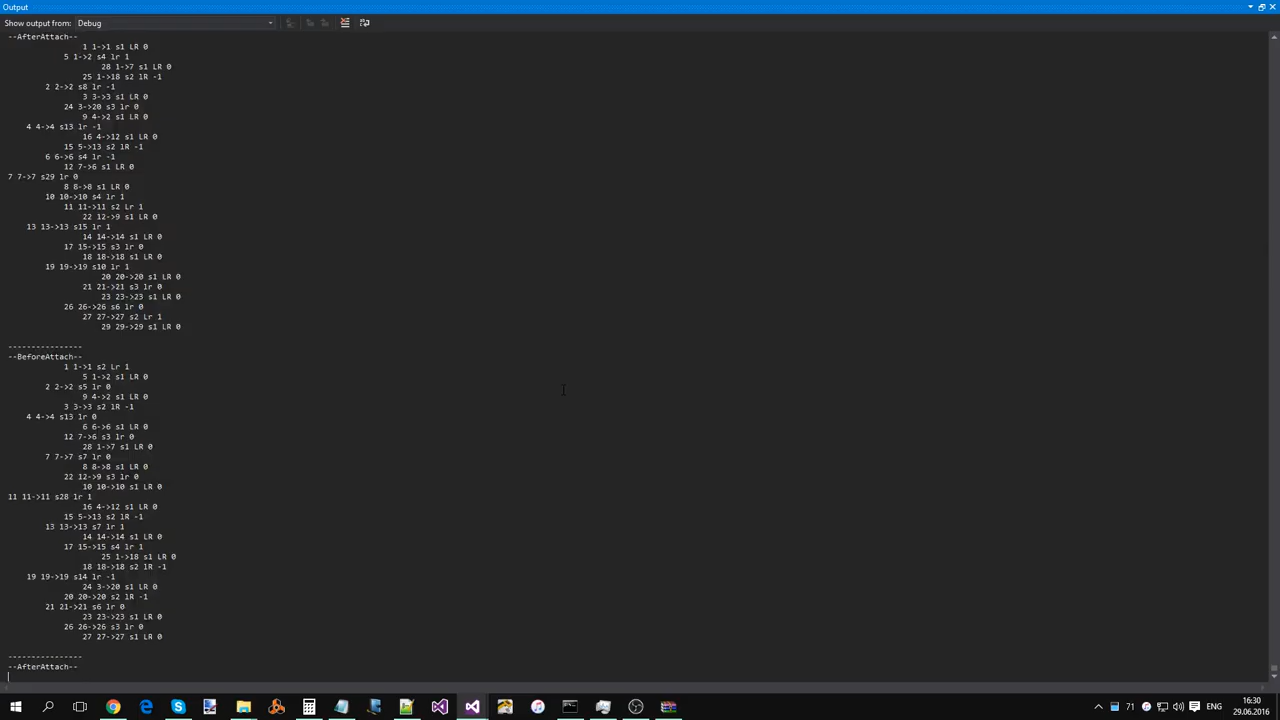 Output
Show output from: Debug
--AfterAttach--
1 1->1 s1 LR 0
5 1->2 s4 lr 1
28 1->7 s1 LR 0
25 1->18 s2 lR -1
2 2->2 s8 lr -1
3 3->3 s1 LR 0
24 3->20 s3 lr 0
9 4->2 s1 LR 0
4 4->4 s13 lr -1
16 4->12 s1 LR 0
15 5->13 s2 lR -1
6 6->6 s4 lr -1
12 7->6 s1 LR 0
7 7->7 s29 lr 0
8 8->8 s1 LR 0
10 10->10 s4 lr 1
11 11->11 s2 Lr 1
22 12->9 s1 LR 0
13 13->13 s15 lr 1
14 14->14 s1 LR 0
17 15->15 s3 lr 0
18 18->18 s1 LR 0
19 19->19 s10 lr 1
20 20->20 s1 LR 0
21 21->21 s3 lr 0
23 23->23 s1 LR 0
26 26->26 s6 lr 0
27 27->27 s2 Lr 1
29 29->29 s1 LR 0
----------------
--BeforeAttach--
1 1->1 s2 Lr 1
5 1->2 s1 LR 0
2 2->2 s5 lr 0
9 4->2 s1 LR 0
3 3->3 s2 lR -1
4 4->4 s13 lr 0
6 6->6 s1 LR 0
12 7->6 s3 lr 0
28 1->7 s1 LR 0
7 7->7 s7 lr 0
8 8->8 s1 LR 0
22 12->9 s3 lr 0
10 10->10 s1 LR 0
11 11->11 s28 lr 1
16 4->12 s1 LR 0
15 5->13 s2 lR -1
13 13->13 s7 lr 1
14 14->14 s1 LR 0
17 15->15 s4 lr 1
25 1->18 s1 LR 0
18 18->18 s2 lR -1
19 19->19 s14 lr -1
24 3->20 s1 LR 0
20 20->20 s2 lR -1
21 21->21 s6 lr 0
23 23->23 s1 LR 0
26 26->26 s3 lr 0
27 27->27 s1 LR 0
----------------
--AfterAttach--
71
ENG
16:30
29.06.2016